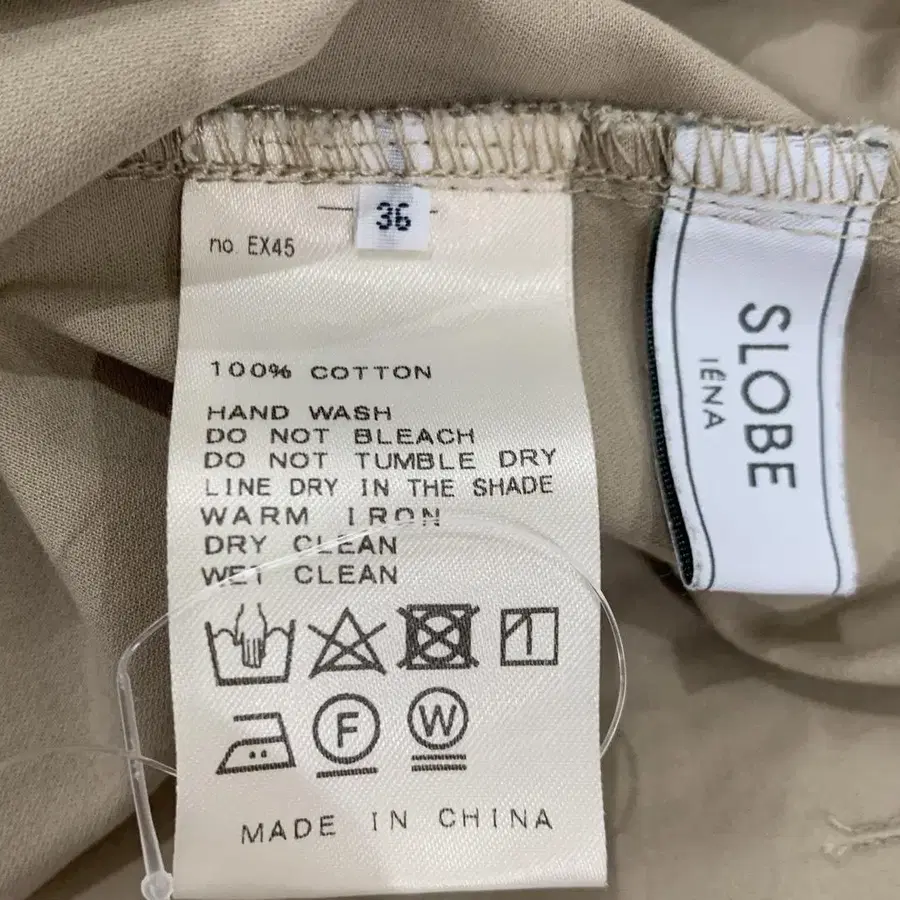 36
no EX45
100% COTTON
HAND WASH
DO NOT BLEACH
DO NOT TUMBLE DRY
LINE DRY IN THE SHADE
WARM IRON
DRY CLEAN
WET CLEAN
F
W
MADE IN CHINA
SLOBE
IÉNA